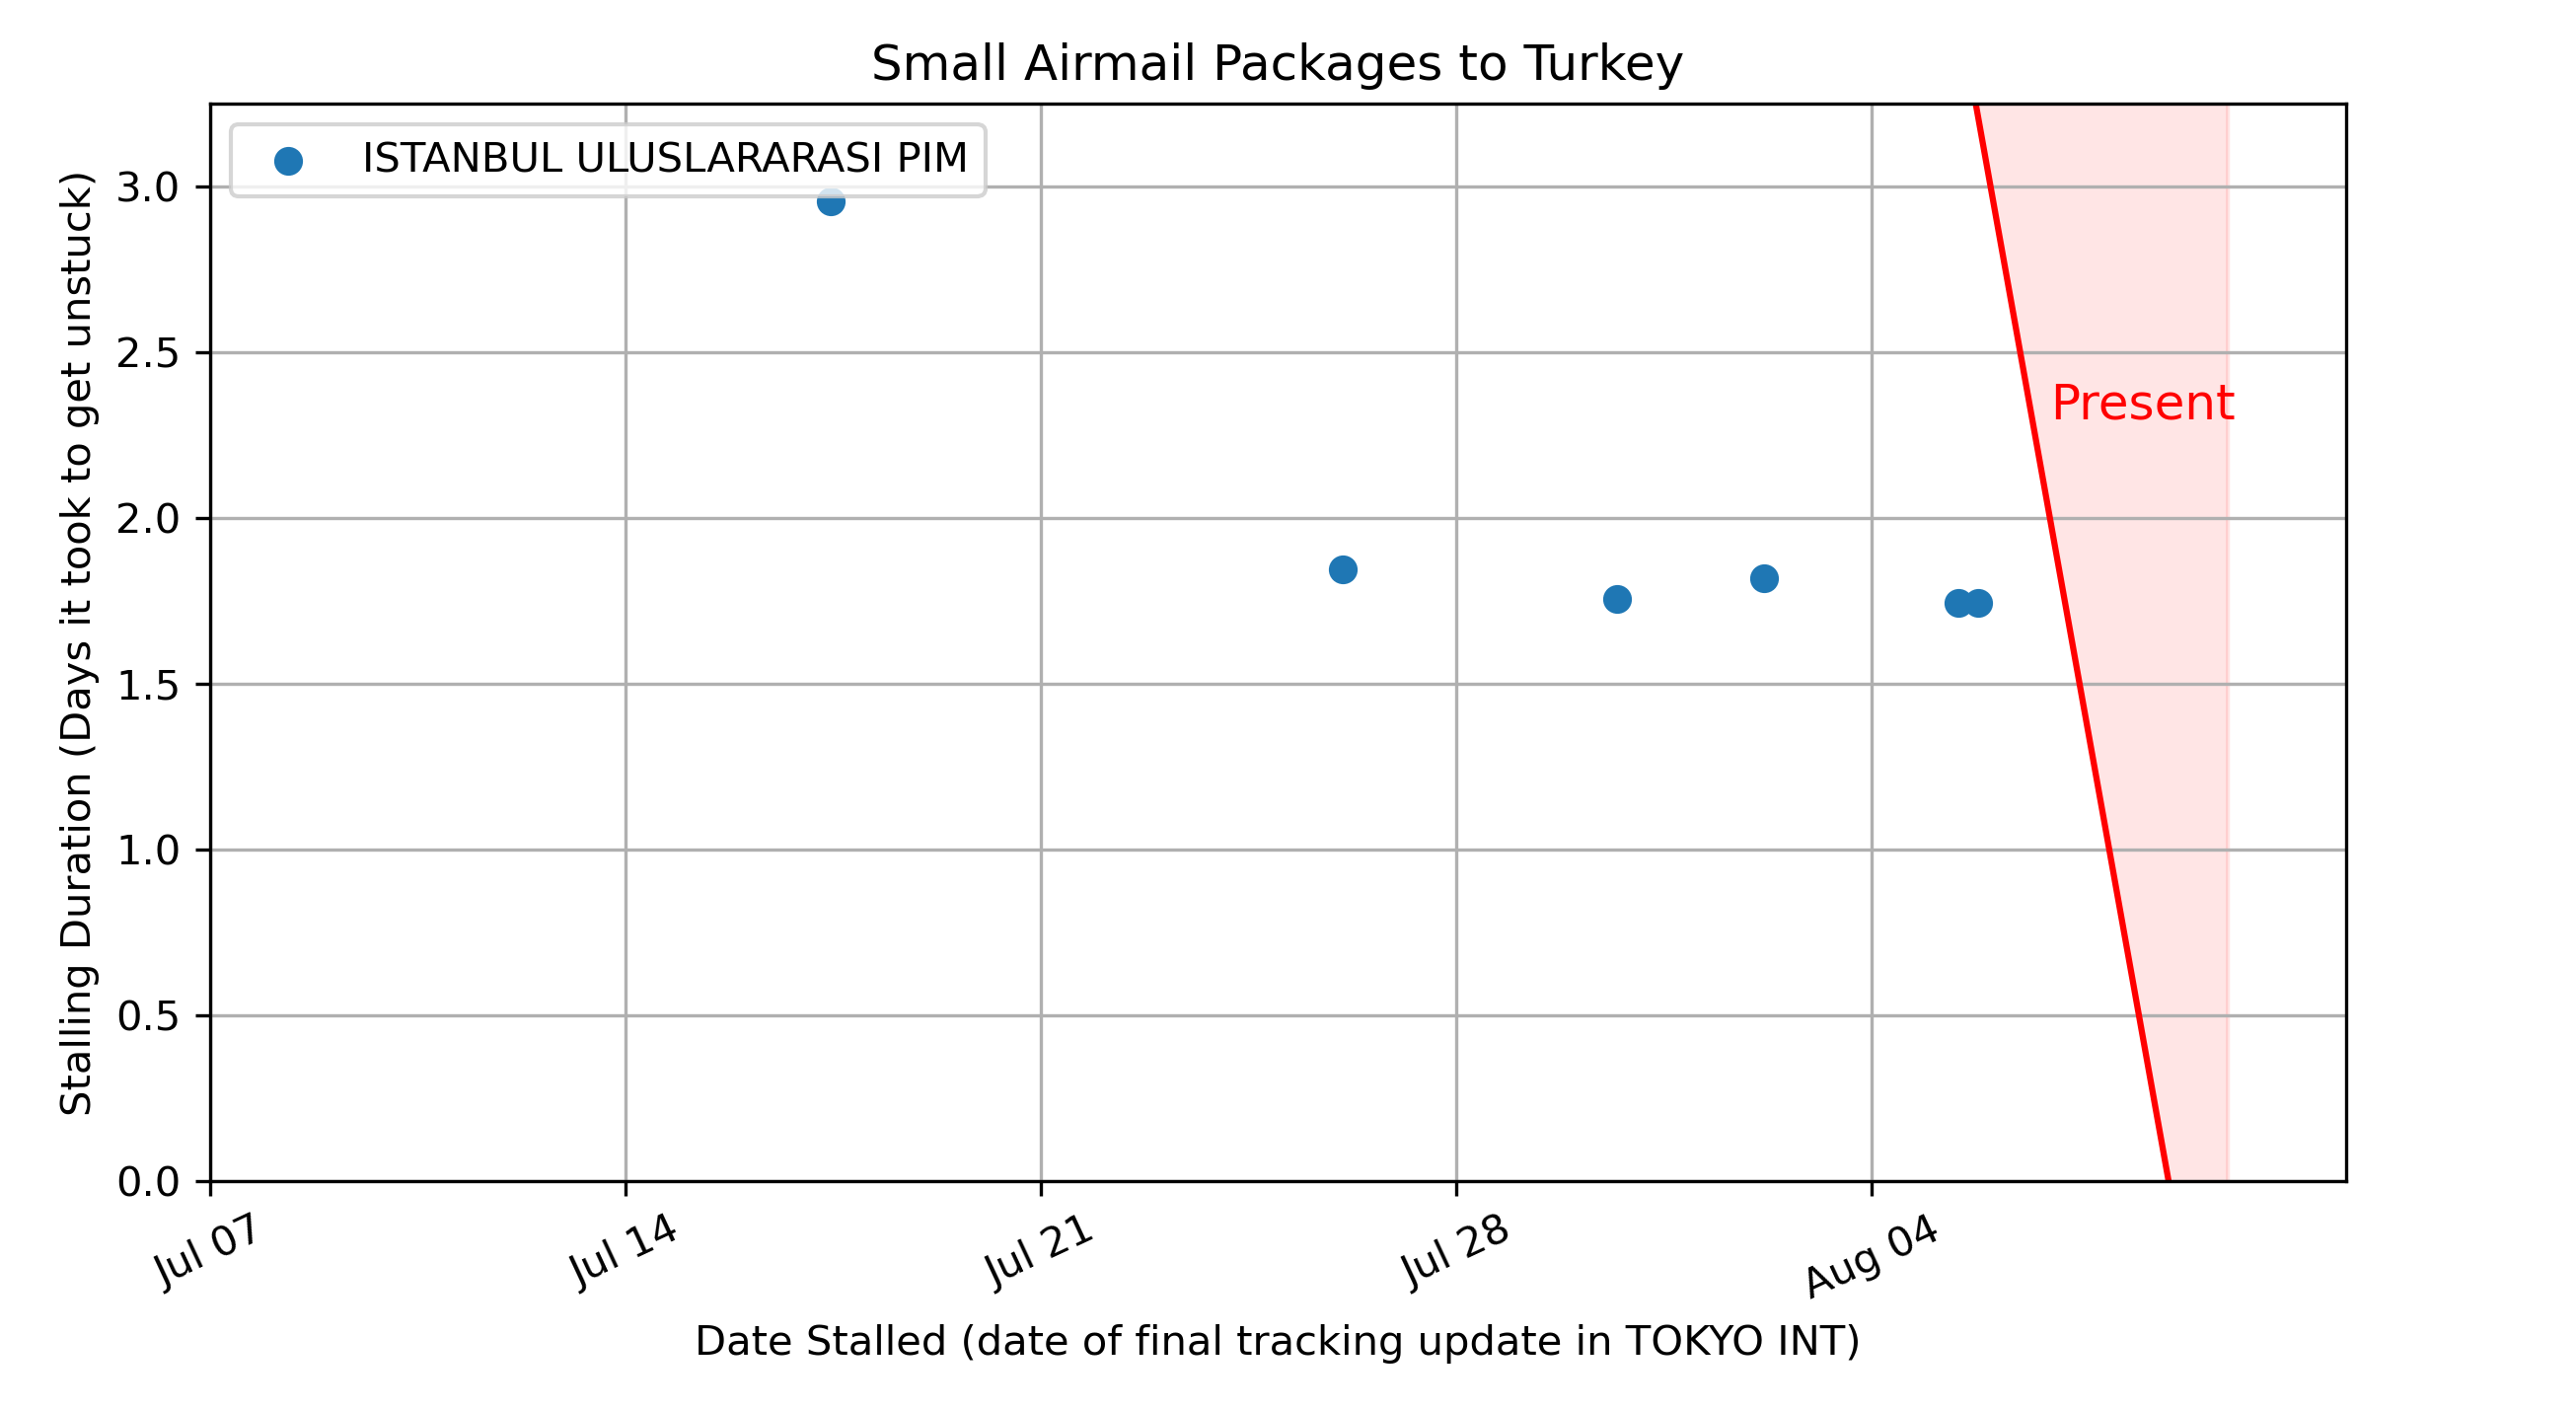 Small Airmail Packages to Turkey
ISTANBUL ULUSLARARASI PIM
Stalling Duration (Days it took to get unstuck)
3.0
2.5
2.0
1.5
1.0
0.5
0.0
Present
Jul 07
Jul 14
Jul 21
Jul 28
Aug 04
Date Stalled (date of final tracking update in TOKYO INT)